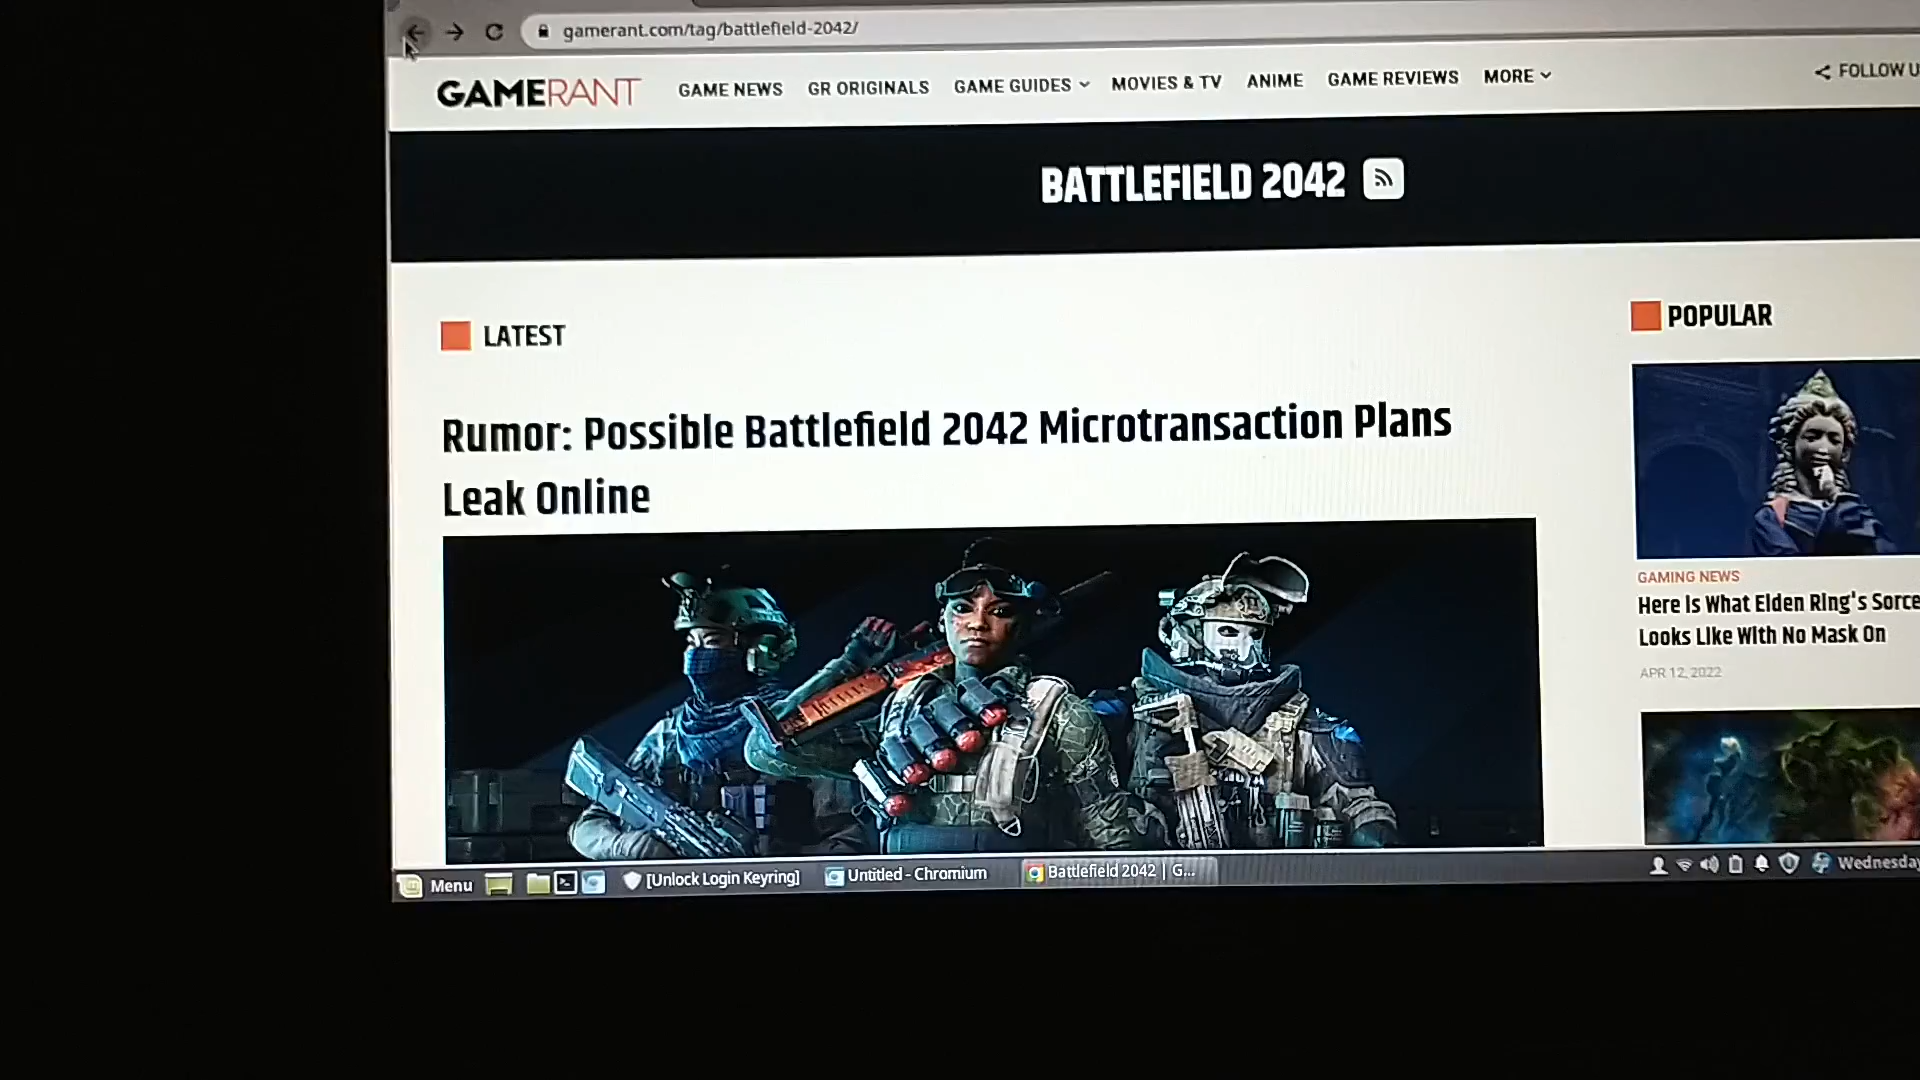 gamerant.com/tag/battlefield-2042/
GAMERANT
GAME NEWS
GR ORIGINALS
GAME GUIDES
MOVIES & TV
ANIME
GAME REVIEWS
MORE
FOLLOW U
BATTLEFIELD 2042
LATEST
Rumor: Possible Battlefield 2042 Microtransaction Plans
Leak Online
POPULAR
GAMING NEWS
Here Is What Elden Ring's Sorce
Looks Like With No Mask On
APR 12, 2022
Menu
[Unlock Login Keyring]
Untitled - Chromium
Battlefield 2042 | G...
Wednesday